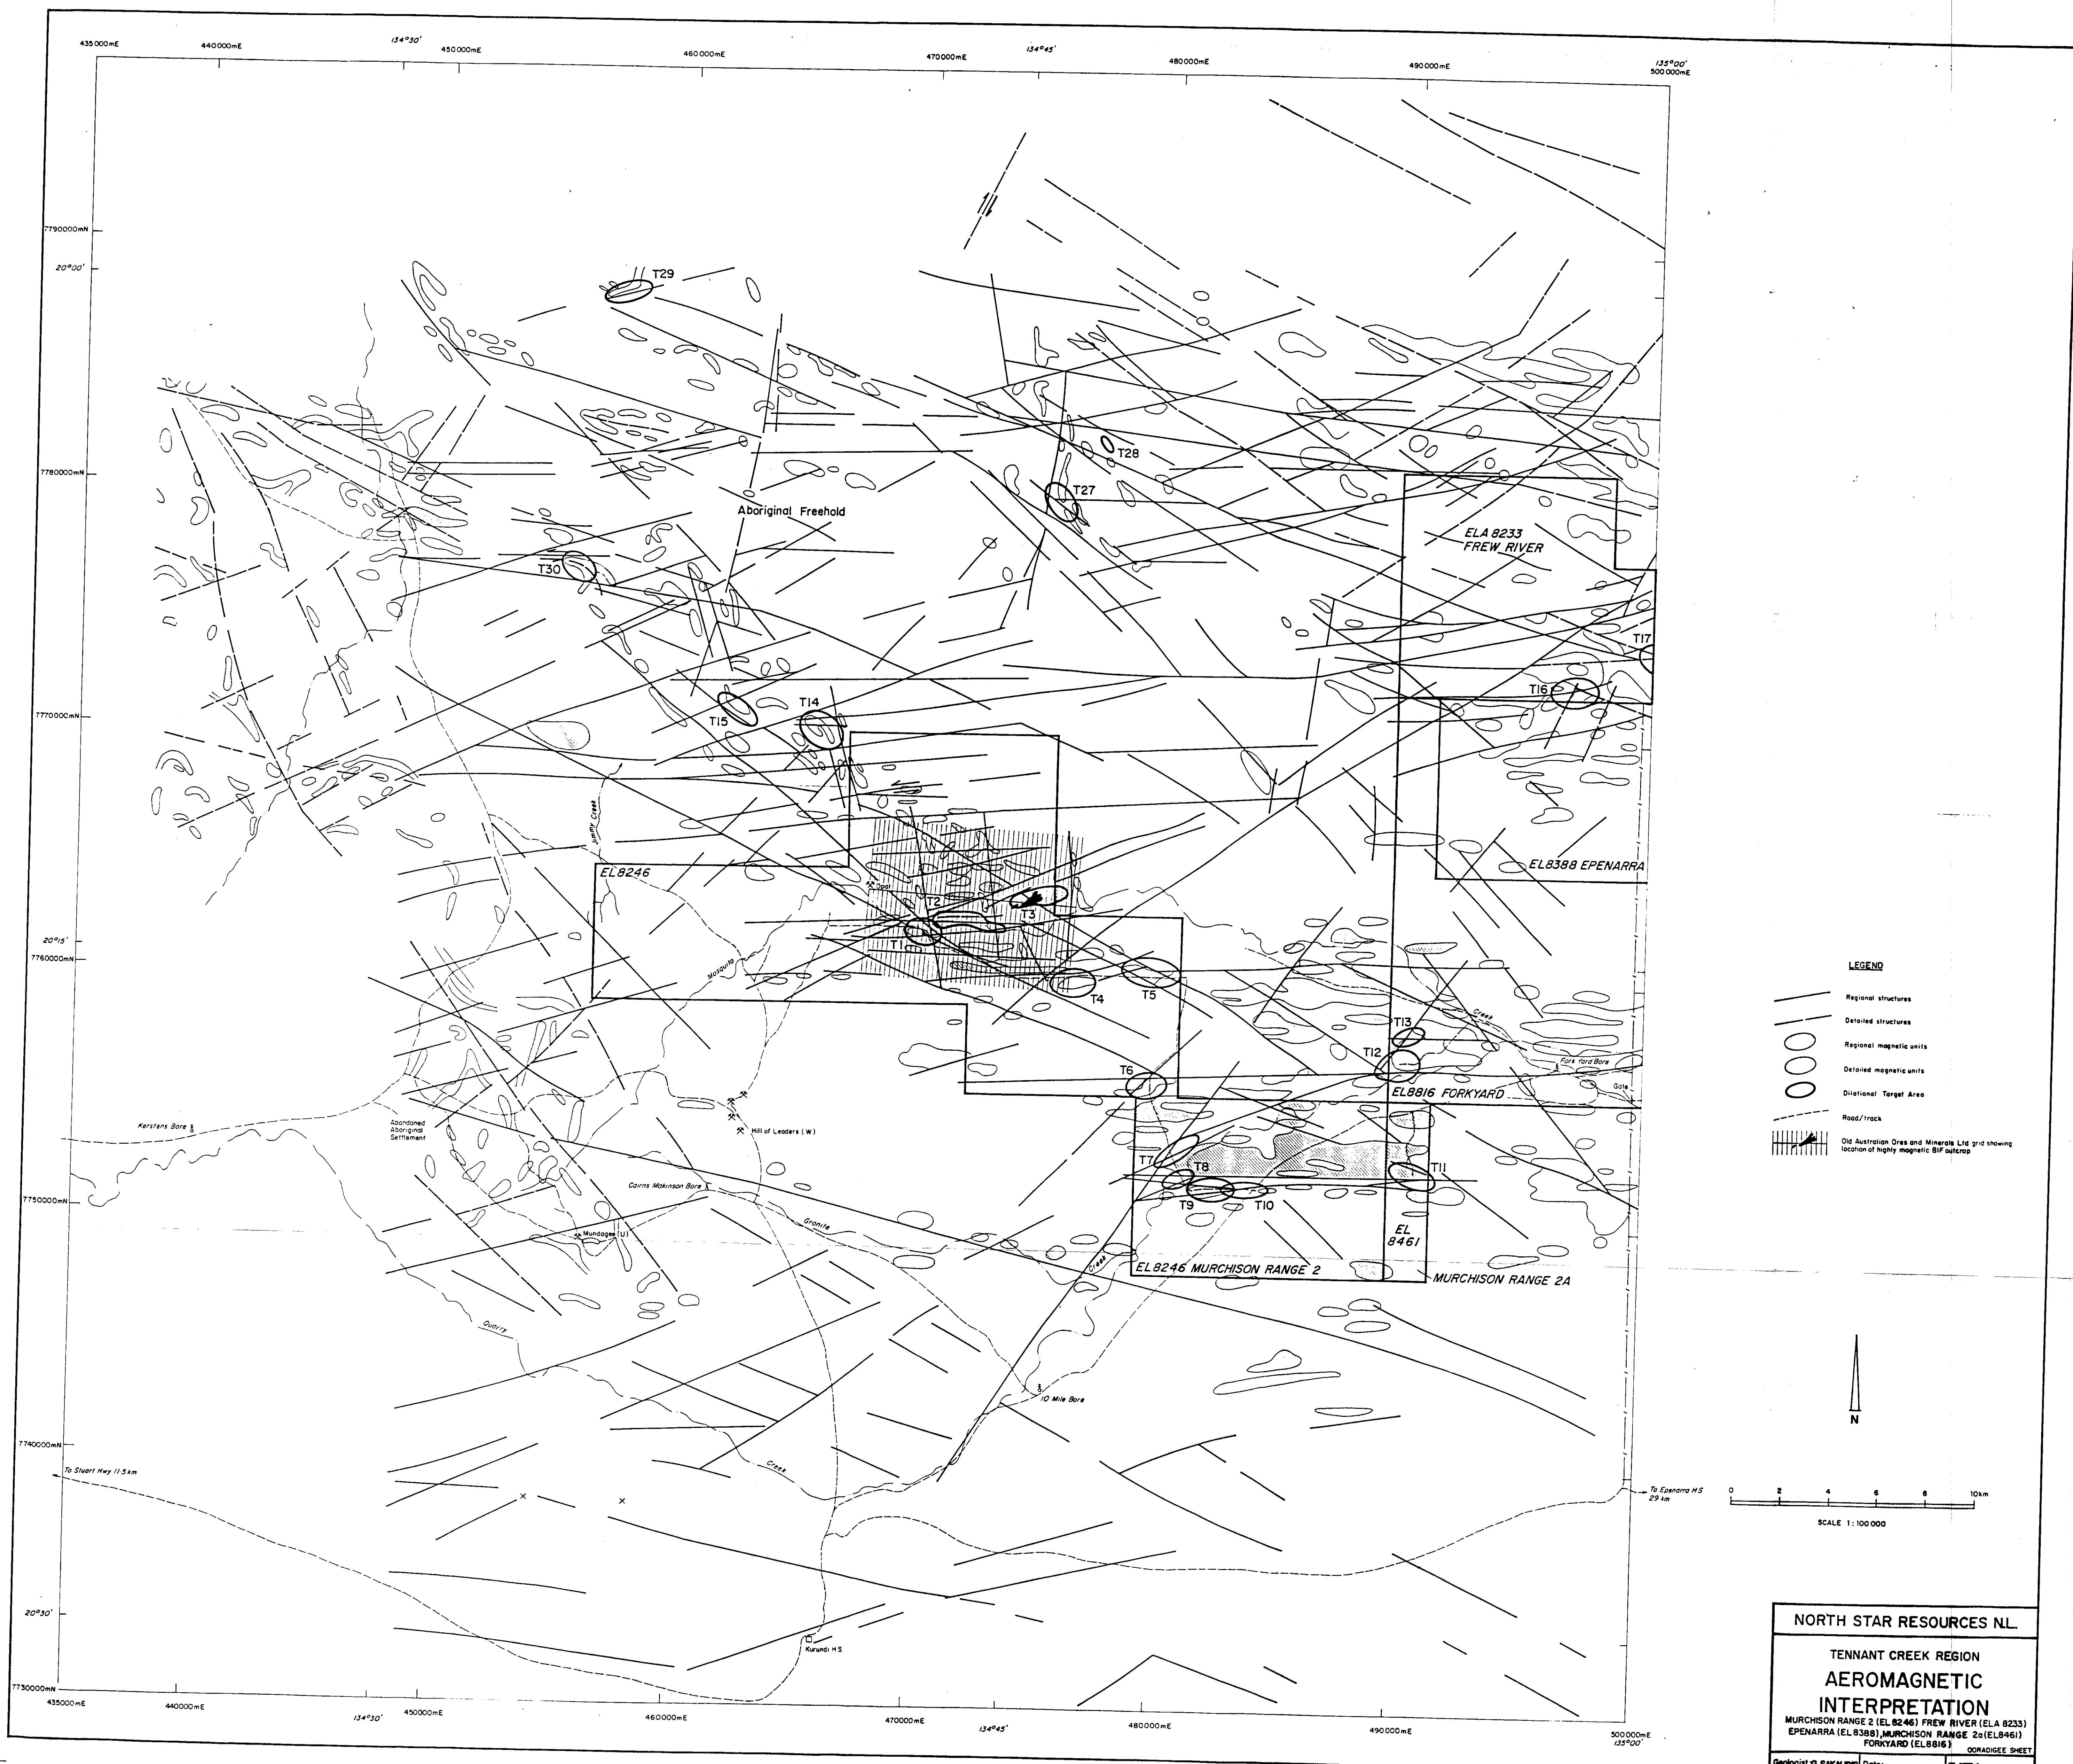 435000mE
440000mE
134°30'
450000mE
460000mE
470000mE
134°45'
480000mE
490000mE
135°00'
500000mE
7790000mN
20°00'
T29
T28
7780000mN
T27
Aboriginal Freehold
ELA 8233
FREW RIVER
T30
T17
T16
T14
T15
7770000mN
Jimmy Creek
EL8388 EPENARRA
EL8246
Opal
T2
T3
T1
20°15'
7760000mN
Mosquito
T4
T5
LEGEND
Regional structures
Detailed structures
Regional magnetic units
Detailed magnetic units
Dilational Target Area
Road/track
Old Australian Ores and Minerals Ltd grid showing
location of highly magnetic BIF outcrop
Creek
T13
T12
Fork Yard Bore
Gate
T6
EL8816 FORKYARD
Kerstens Bore
Abandoned
Aboriginal
Settlement
Hill of Leaders (W)
T7
T8
T11
T9
T10
Cairns Makinson Bore
7750000mN
Granite
Mundagee (U)
EL
8461
Creek
EL8246 MURCHISON RANGE 2
MURCHISON RANGE 2A
Quarry
10 Mile Bore
N
7740000mN
To Stuart Hwy 115km
Creek
To Epenarra H S
29 km
0 2 4 6 8 10km
SCALE 1:100 000
20°30'
Kurundi H S
NORTH STAR RESOURCES N.L.
TENNANT CREEK REGION
AEROMAGNETIC
INTERPRETATION
MURCHISON RANGE 2 (EL8246) FREW RIVER (ELA 8233)
EPENARRA (EL8388), MURCHISON RANGE 2a (EL8461)
FORKYARD (EL8816)
OORADIGEE SHEET
7730000mN
435000mE
440000mE
134°30'
450000mE
460000mE
470000mE
134°45'
480000mE
490000mE
500000mE
135°00'